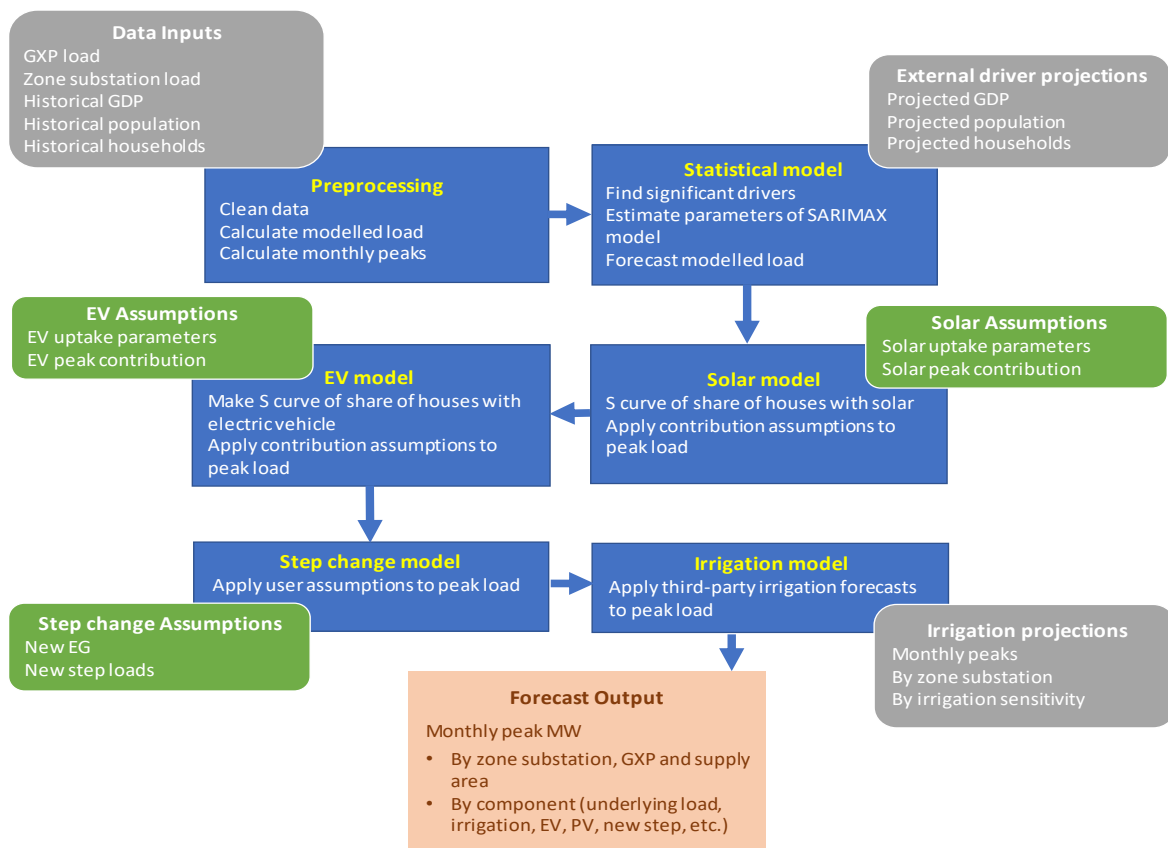 Data Inputs
GXP load
Zone substation load
Historical GDP
Historical population
Historical households
External driver projections
Projected GDP
Projected population
Projected households
Preprocessing
Clean data
Calculate modelled load
Calculate monthly peaks
Statistical model
Find significant drivers
Estimate parameters of SARIMAX
model
Forecast modelled load
EV Assumptions
EV uptake parameters
EV peak contribution
Solar Assumptions
Solar uptake parameters
Solar peak contribution
EV model
Make S curve of share of houses with
electric vehicle
Apply contribution assumptions to
peak load
Solar model
S curve of share of houses with solar
Apply contribution assumptions to
peak load
Step change model
Apply user assumptions to peak load
Irrigation model
Apply third-party irrigation forecasts
to peak load
Step change Assumptions
New EG
New step loads
Irrigation projections
Monthly peaks
By zone substation
By irrigation sensitivity
Forecast Output
Monthly peak MW
• By zone substation, GXP and supply
area
• By component (underlying load,
irrigation, EV, PV, new step, etc.)